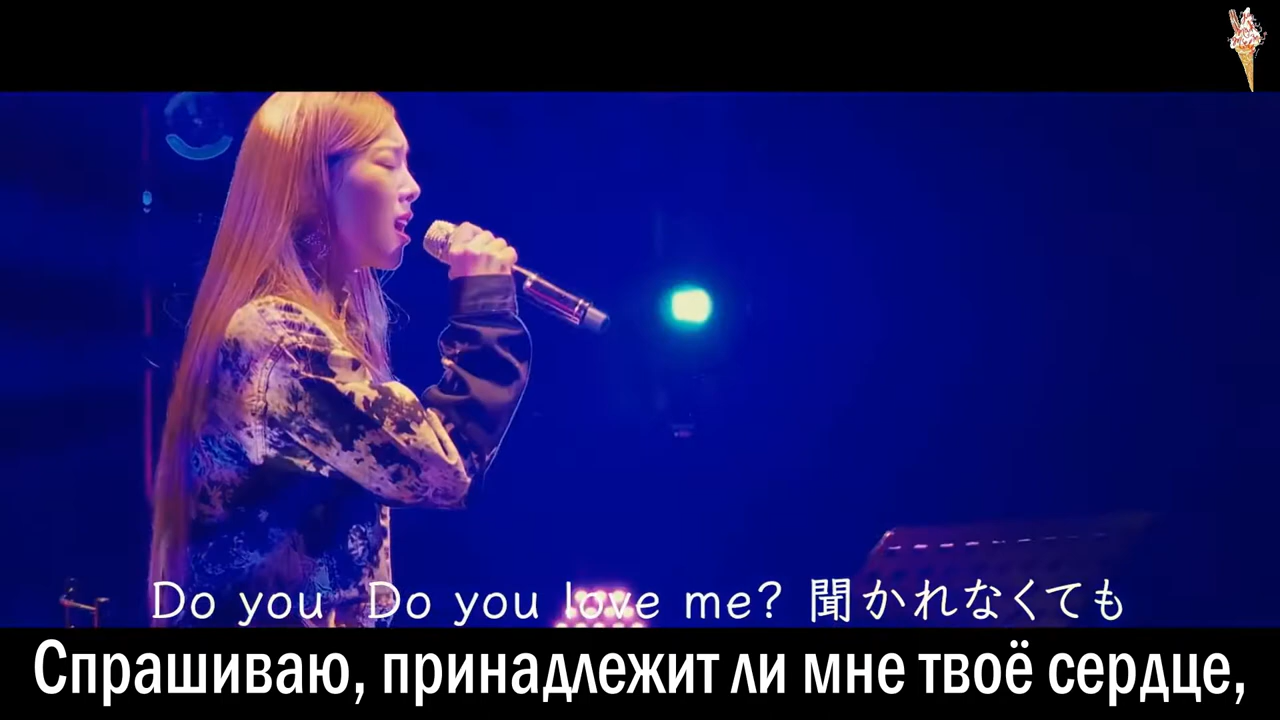 Do you Do you love me? 聞かれなくても
Спрашиваю, принадлежит ли мне твоё сердце,